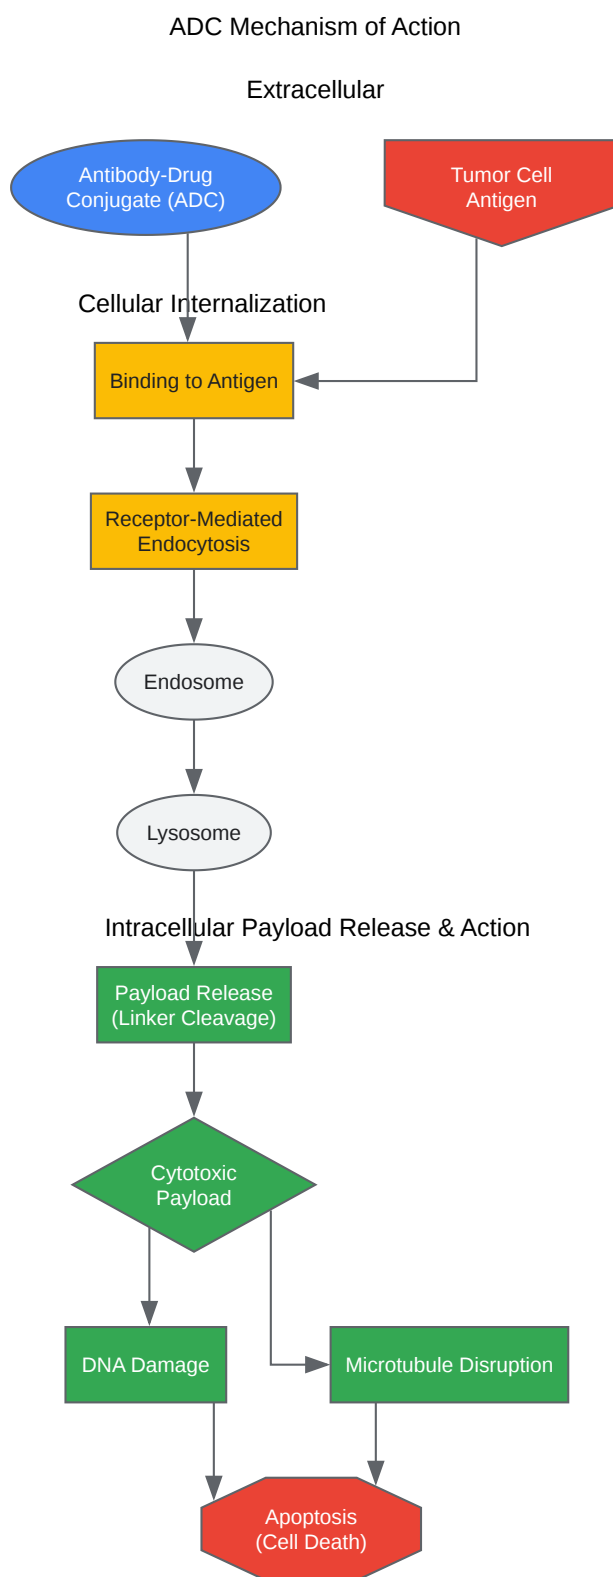 ADC Mechanism of Action
Extracellular
Antibody-Drug
Conjugate (ADC)
Tumor Cell
Antigen
Cellular Internalization
Binding to Antigen
Receptor-Mediated
Endocytosis
Endosome
Lysosome
Intracellular Payload Release & Action
Payload Release
(Linker Cleavage)
Cytotoxic
Payload
DNA Damage
Microtubule Disruption
Apoptosis
(Cell Death)